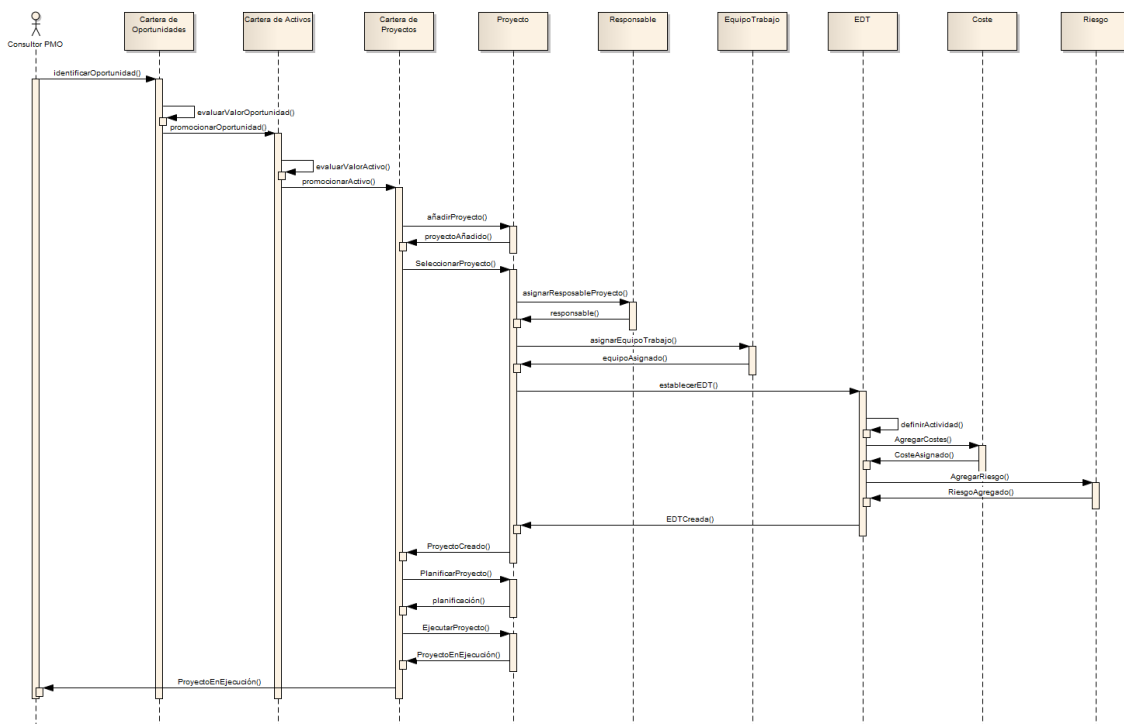 Consultor PMO
Cartera de
Oportunidades
Cartera de Activos
Cartera de
Proyectos
Proyecto
Responsable
EquipoTrabajo
EDT
Coste
Riesgo
identificarOportunidad()
evaluarValorOportunidad()
promocionarOportunidad()
evaluarValorActivo()
promocionarActivo()
añadirProyecto()
proyectoAñadido()
SeleccionarProyecto()
asignarResposableProyecto()
responsable()
asignarEquipoTrabajo()
equipoAsignado()
establecerEDT()
definirActividad()
AgregarCostes()
CosteAsignado()
AgregarRiesgo()
RiesgoAgregado()
EDTCreada()
ProyectoCreado()
PlanificarProyecto()
planificación()
EjecutarProyecto()
ProyectoEnEjecución()
ProyectoEnEjecución()